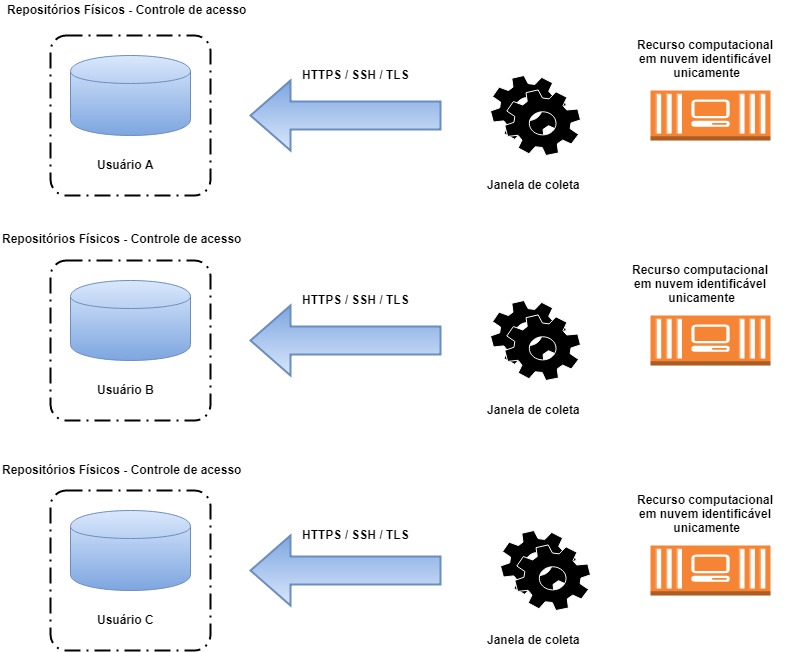 Repositórios Físicos - Controle de acesso
HTTPS / SSH / TLS
Recurso computacional
em nuvem identificável
unicamente
Usuário A
Janela de coleta
Repositórios Físicos - Controle de acesso
HTTPS / SSH / TLS
Recurso computacional
em nuvem identificável
unicamente
Usuário B
Janela de coleta
Repositórios Físicos - Controle de acesso
HTTPS / SSH / TLS
Recurso computacional
em nuvem identificável
unicamente
Usuário C
Janela de coleta